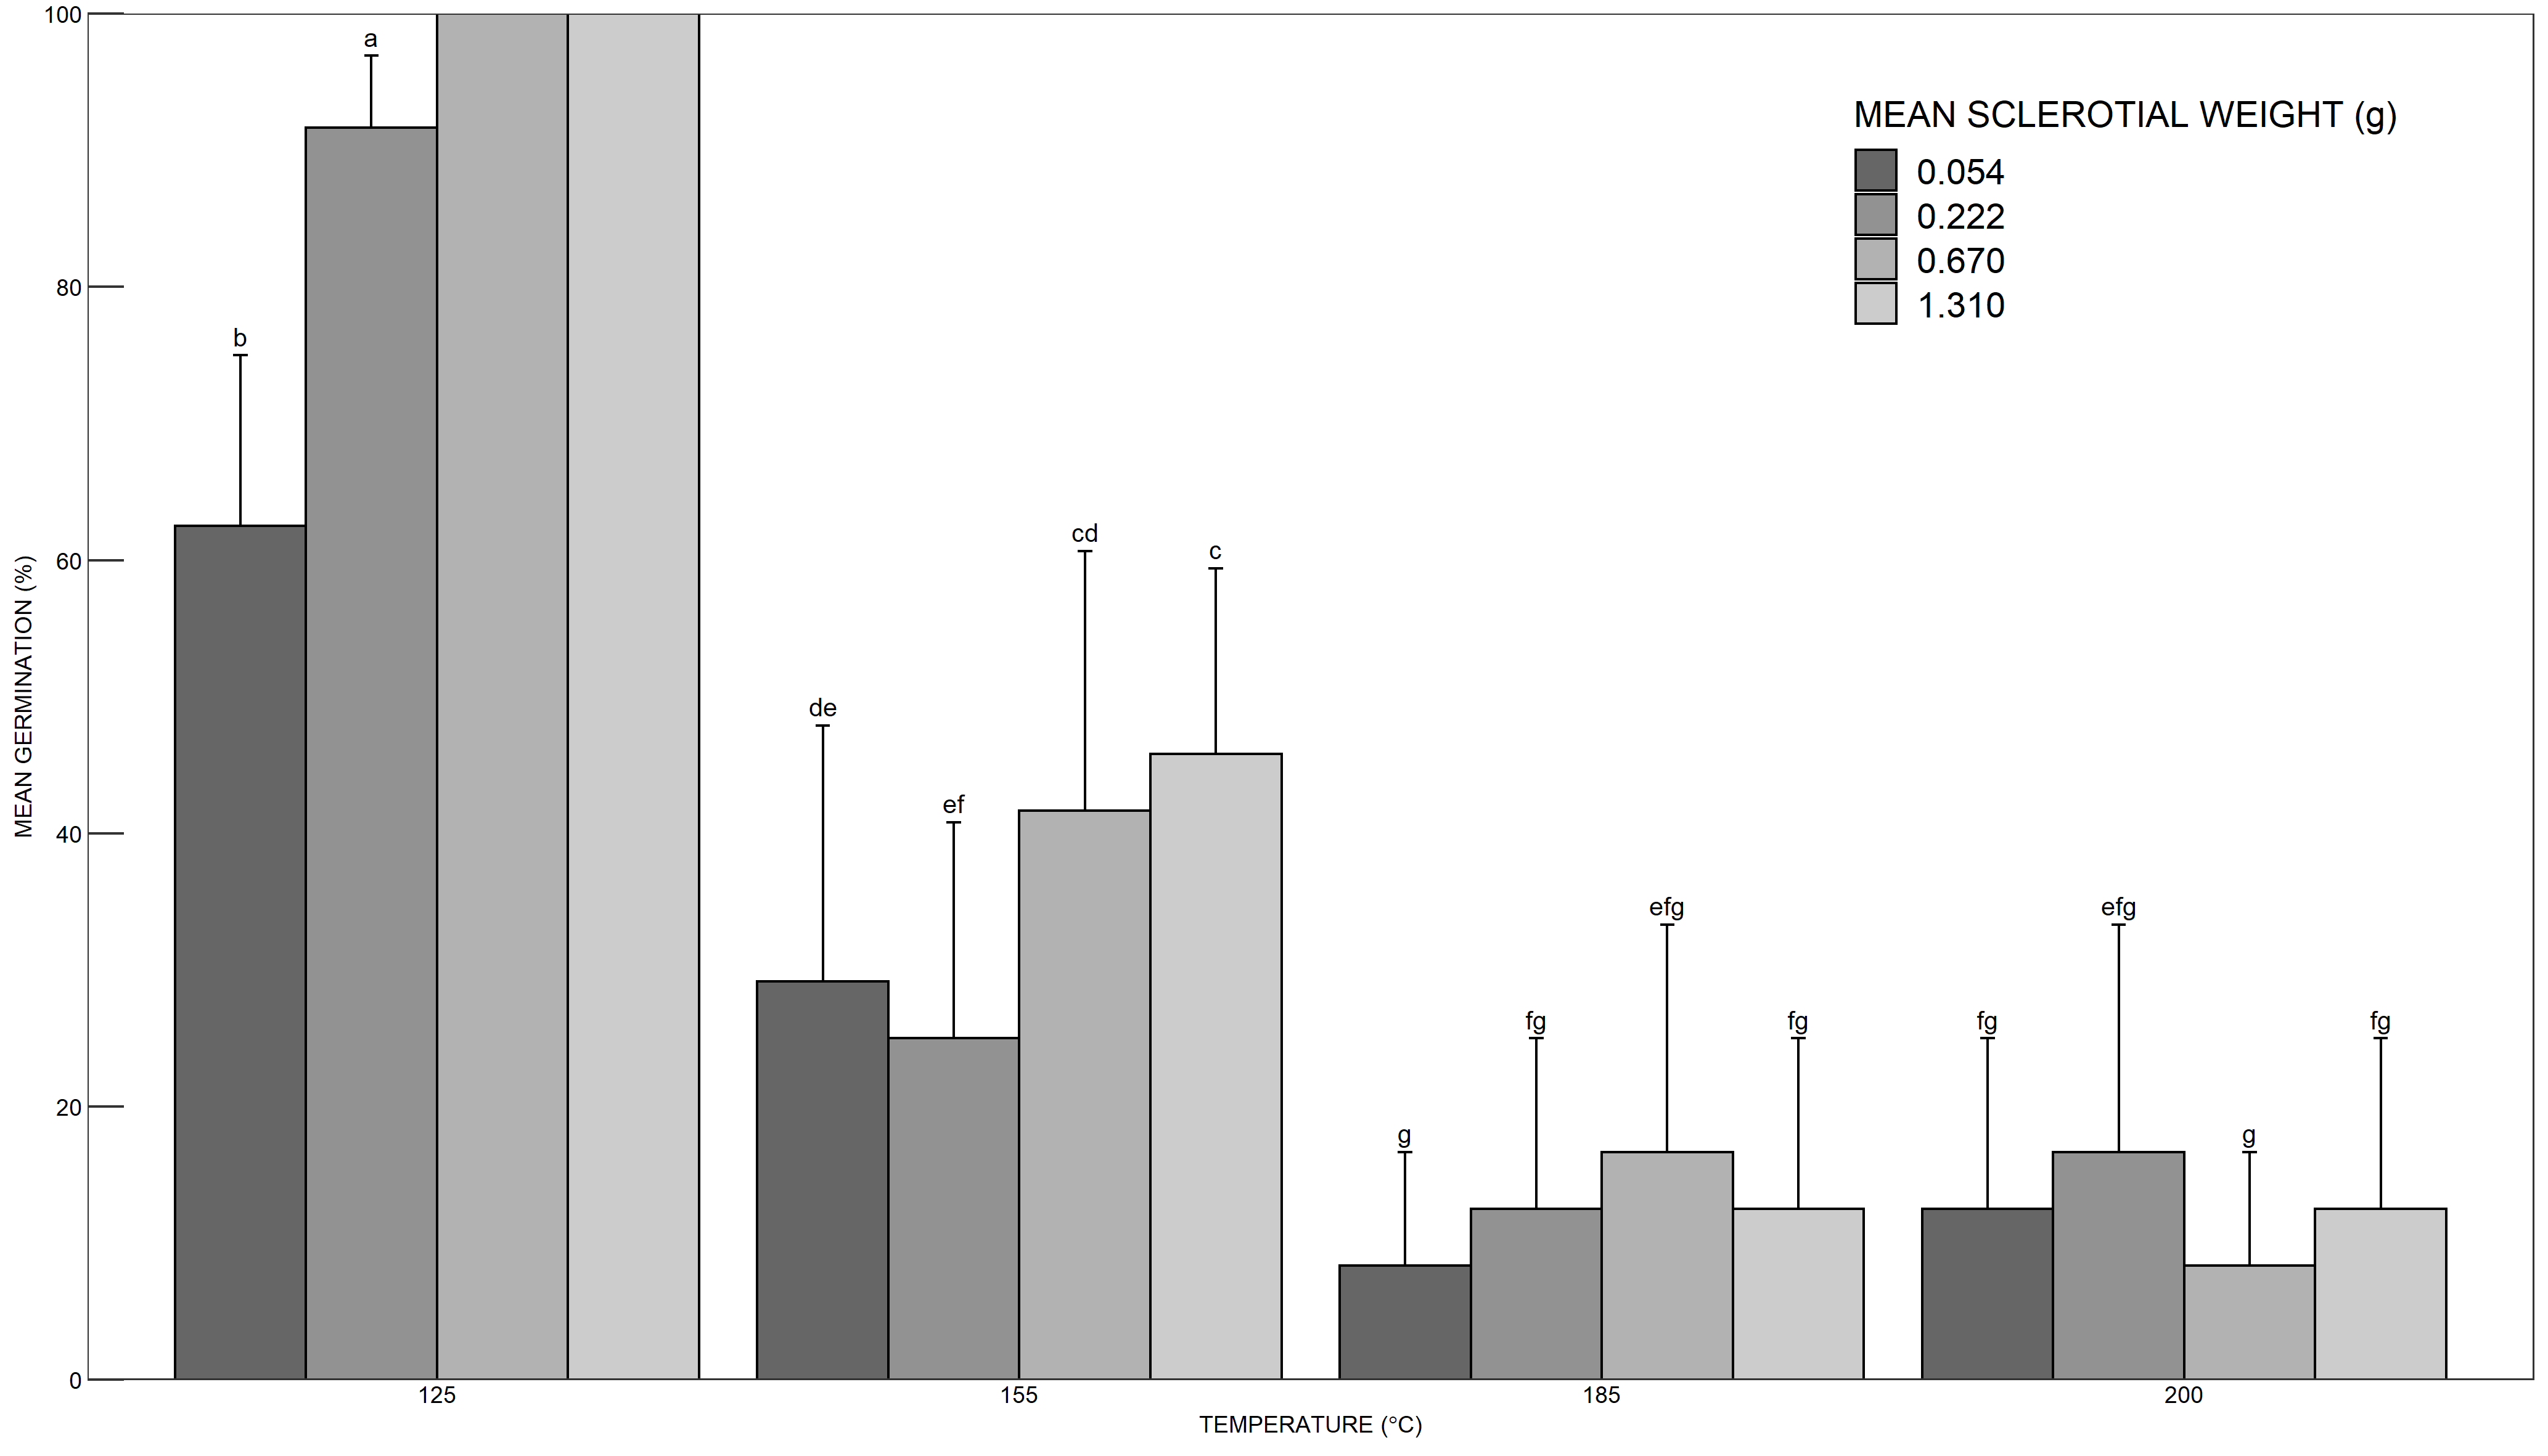 MEAN GERMINATION (%)
100
80
60
40
20
0
b
a
de
ef
cd
c
g
fg
efg
fg
fg
efg
g
fg
MEAN SCLEROTIAL WEIGHT (g)
0.054
0.222
0.670
1.310
125
155
185
200
TEMPERATURE (°C)